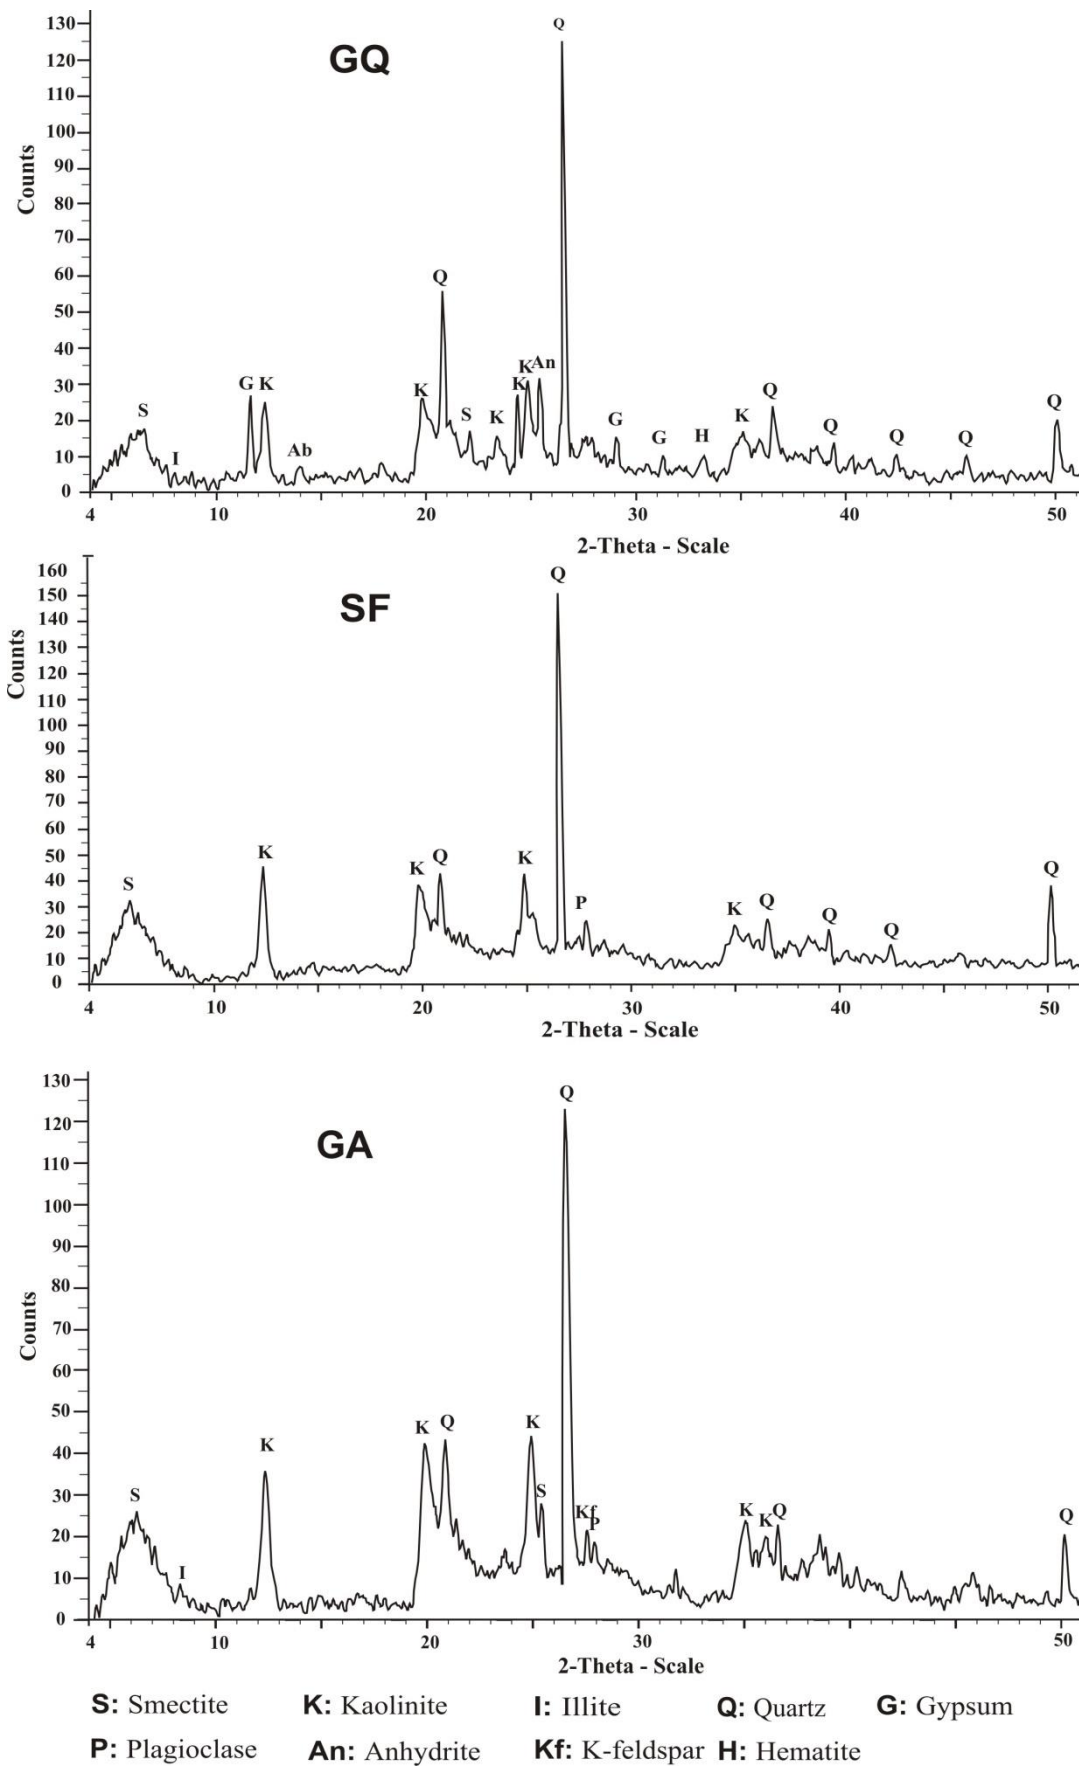 130
Q
GQ
120
110
100
90
Counts
80
70
60
Q
50
40
K An
30
G K
K
K
S
20
S
K
G
K
Q
Q
Q
I
Ab
G
H
Q
Q
10
0
4
10
20
30
40
50
2-Theta - Scale
160
Q
150
SF
140
130
Counts
120
110
100
90
80
70
60
50
K
K
Q
K
40
S
P
Q
30
K
Q
Q
Q
20
10
0
4
10
20
30
40
50
2-Theta - Scale
130
Q
120
GA
110
100
90
80
Counts
70
60
50
K
Q
K
40
K
30
S
S
Kf
P
K
K
Q
Q
20
I
10
0
4
10
20
30
50
2-Theta - Scale
S: Smectite K: Kaolinite I: Illite Q: Quartz G: Gypsum
P: Plagioclase An: Anhydrite Kf: K-feldspar H: Hematite